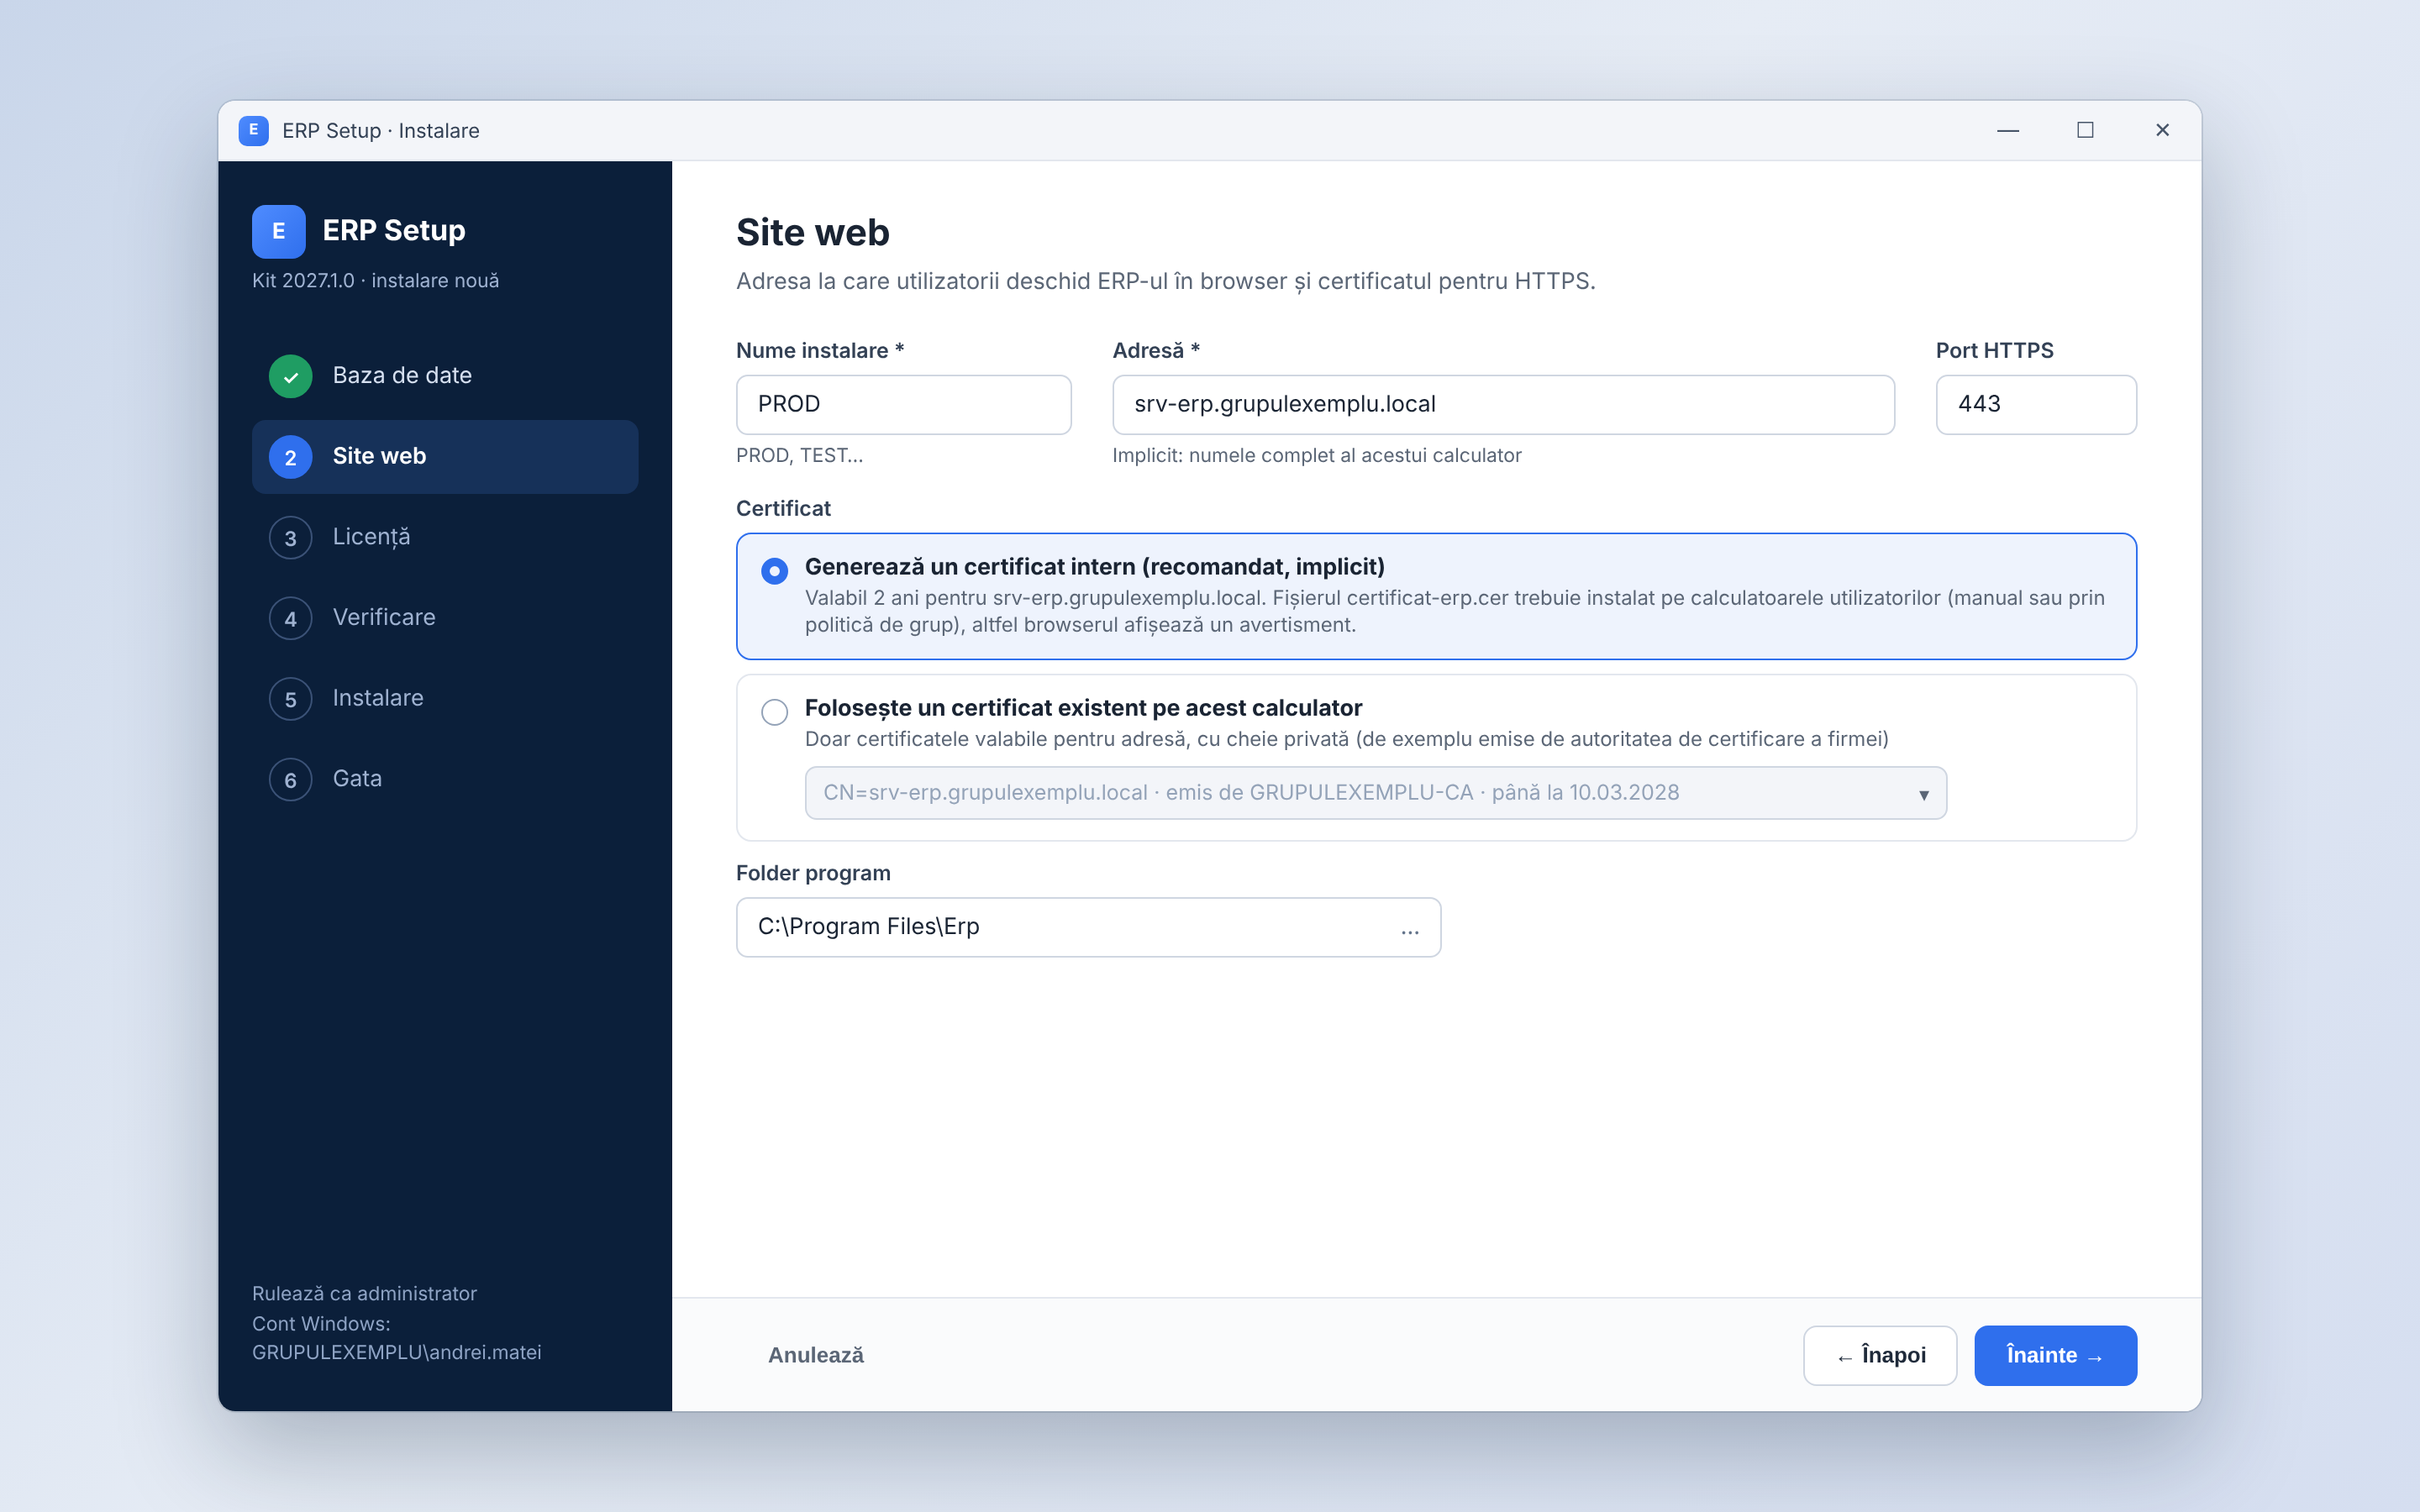 E ERP Setup · Instalare
E ERP Setup
Kit 2027.1.0 · instalare nouă
Baza de date
2 Site web
3 Licență
4 Verificare
5 Instalare
6 Gata
Rulează ca administrator
Cont Windows:
GRUPULEXEMPLU\andrei.matei
Site web
Adresa la care utilizatorii deschid ERP-ul în browser și certificatul pentru HTTPS.
Nume instalare * Adresă * Port HTTPS
PROD srv-erp.grupulexemplu.local 443
PROD, TEST... Implicit: numele complet al acestui calculator
Certificat
Generează un certificat intern (recomandat, implicit)
Valabil 2 ani pentru srv-erp.grupulexemplu.local. Fișierul certificat-erp.cer trebuie instalat pe calculatoarele utilizatorilor (manual sau prin
politică de grup), altfel browserul afișează un avertisment.
Folosește un certificat existent pe acest calculator
Doar certificatele valabile pentru adresă, cu cheie privată (de exemplu emise de autoritatea de certificare a firmei)
CN=srv-erp.grupulexemplu.local · emis de GRUPULEXEMPLU-CA · până la 10.03.2028
Folder program
C:\Program Files\Erp ...
Anulează ← Înapoi Înainte →